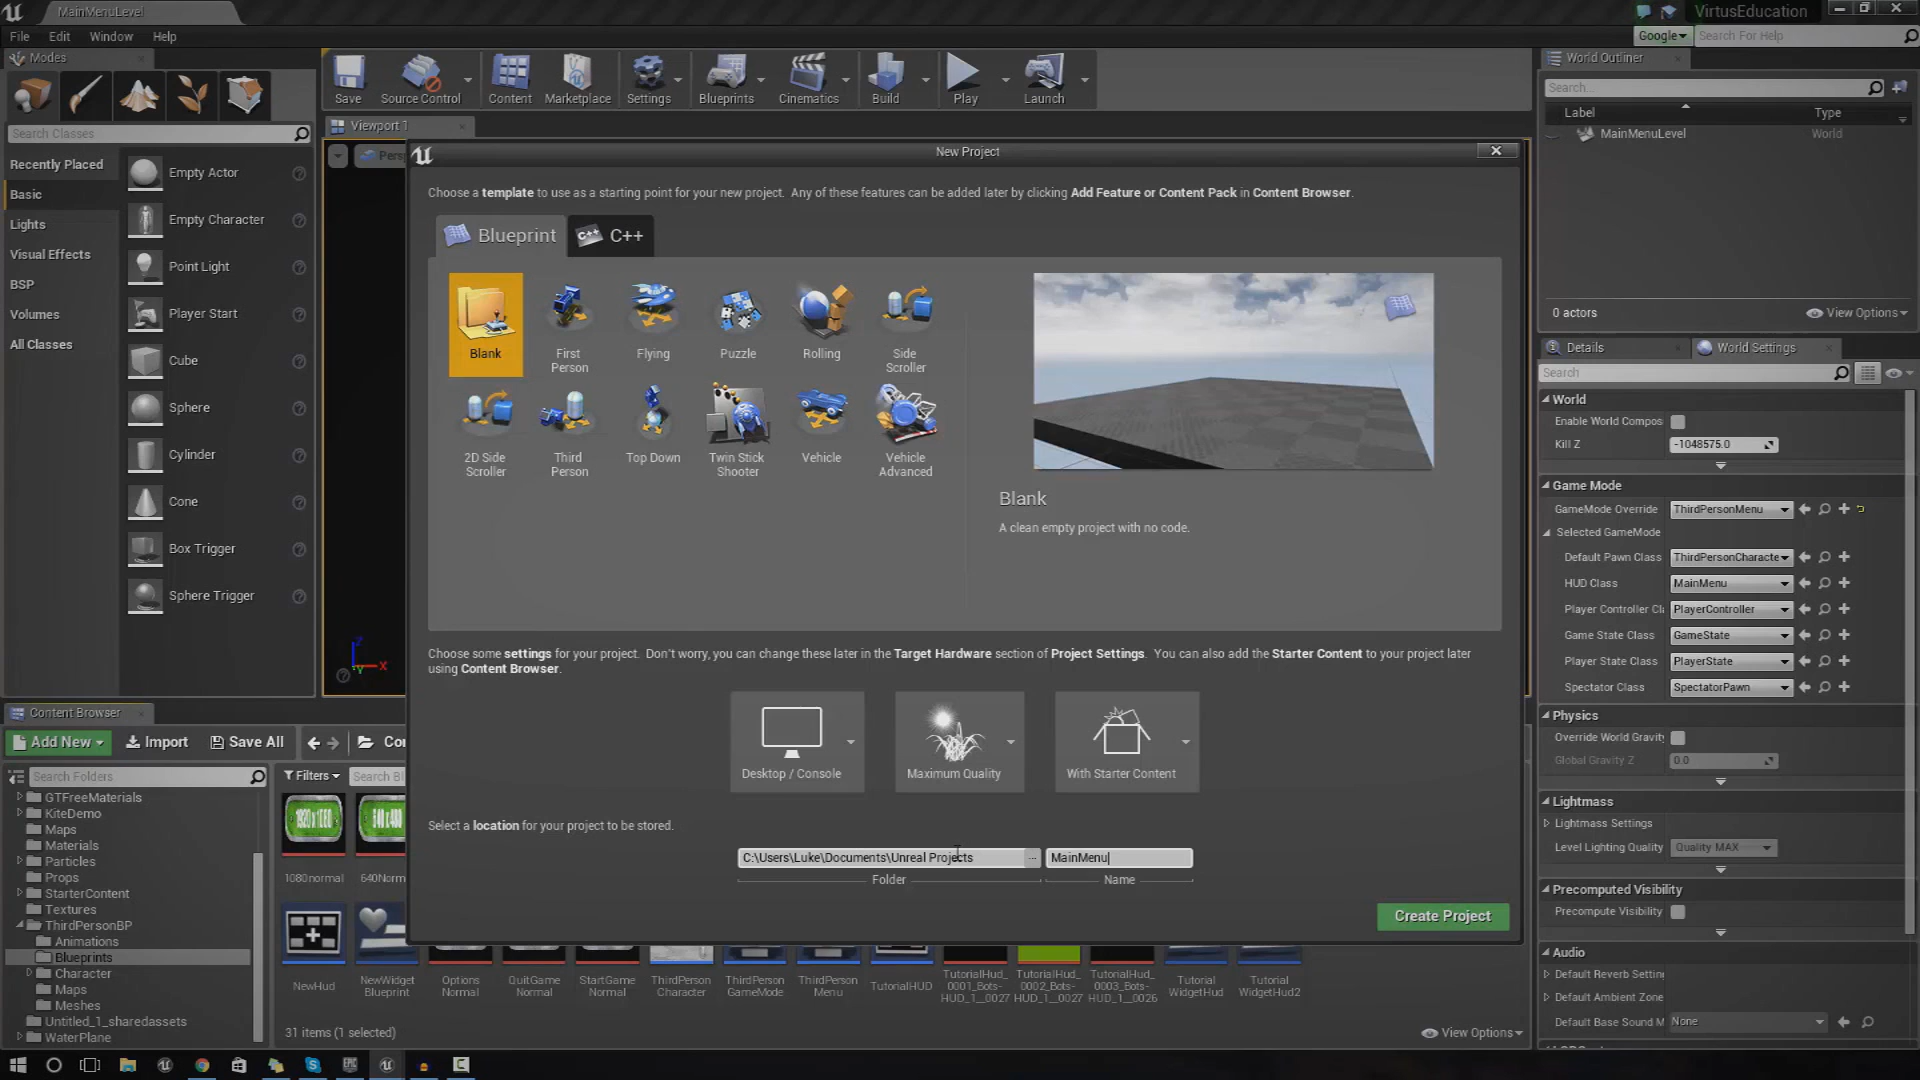 MainMenuLevel
VirtusEducation
File Edit Window Help
Google
Search For Help
Modes
Search Classes
Recently Placed
Basic
Lights
Visual Effects
BSP
Volumes
All Classes
Empty Actor
Empty Character
Point Light
Player Start
Cube
Sphere
Cylinder
Cone
Box Trigger
Sphere Trigger
Save
Source Control
Content
Marketplace
Settings
Blueprints
Cinematics
Build
Play
Launch
Viewport 1
Pers
New Project
Choose a template to use as a starting point for your new project. Any of these features can be added later by clicking Add Feature or Content Pack in Content Browser.
Blueprint
C++ C++
Blank
First
Person
Flying
Puzzle
Rolling
Side
Scroller
2D Side
Scroller
Third
Person
Top Down
Twin Stick
Shooter
Vehicle
Vehicle
Advanced
Blank
A clean empty project with no code.
Choose some settings for your project. Don't worry, you can change these later in the Target Hardware section of Project Settings. You can also add the Starter Content to your project later
using Content Browser.
Desktop / Console
Maximum Quality
With Starter Content
Select a location for your project to be stored.
C:\Users\Luke\Documents\Unreal Projects
...
MainMenu
Folder
Name
Create Project
World Outliner
Search...
Label
Type
MainMenuLevel
World
0 actors
View Options
Details
World Settings
Search
World
Enable World Compos
Kill Z
-1048575.0
Game Mode
GameMode Override
ThirdPersonMenu
Selected GameMode
Default Pawn Class
ThirdPersonCharacte
HUD Class
MainMenu
Player Controller Cl
PlayerController
Game State Class
GameState
Player State Class
PlayerState
Spectator Class
SpectatorPawn
Physics
Override World Gravity
Global Gravity Z
0.0
Lightmass
Lightmass Settings
Level Lighting Quality
Quality MAX
Precomputed Visibility
Precompute Visibility
Audio
Default Reverb Settin
Default Ambient Zone
Default Base Sound M
None
Content Browser
Add New
Import
Save All
Con
Search Folders
Filters
Search Bl
GTFreeMaterials
KiteDemo
Maps
Materials
Particles
Props
StarterContent
Textures
ThirdPersonBP
Animations
Blueprints
Character
Maps
Meshes
Untitled_1_sharedassets
WaterPlane
1080normal
640Norm
NewHud
NewWidget
Blueprint
Options
Normal
QuitGame
Normal
StartGame
Normal
ThirdPerson
Character
ThirdPerson
GameMode
ThirdPerson
Menu
TutorialHUD
TutorialHud_
0001_Bots-
HUD_1__0027
TutorialHud_
0002_Bots-
HUD_1__0027
TutorialHud_
0003_Bots-
HUD_1__0026
Tutorial
WidgetHud
Tutorial
WidgetHud2
31 items (1 selected)
View Options